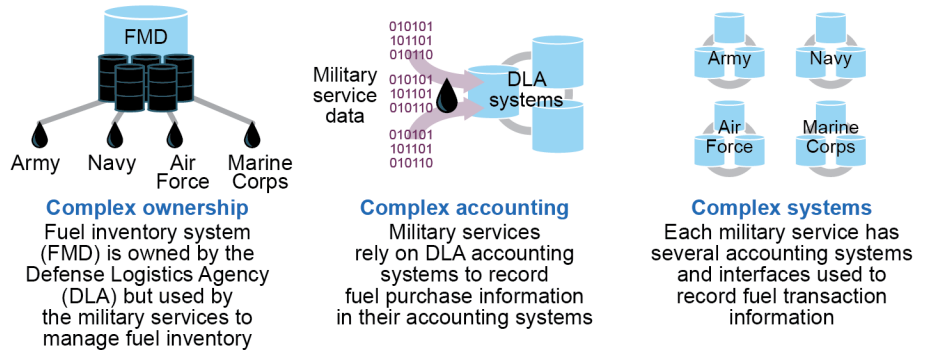 FMD
Army
Navy
Air
Force
Marine
Corps
Complex ownership
Fuel inventory system
(FMD) is owned by the
Defense Logistics Agency
(DLA) but used by
the military services to
manage fuel inventory
010101
101101
010110
Military
service
data
010101
101101
010110
010101
101101
010110
DLA
systems
Complex accounting
Military services
rely on DLA accounting
systems to record
fuel purchase information
in their accounting systems
Army
Navy
Air
Force
Marine
Corps
Complex systems
Each military service has
several accounting systems
and interfaces used to
record fuel transaction
information